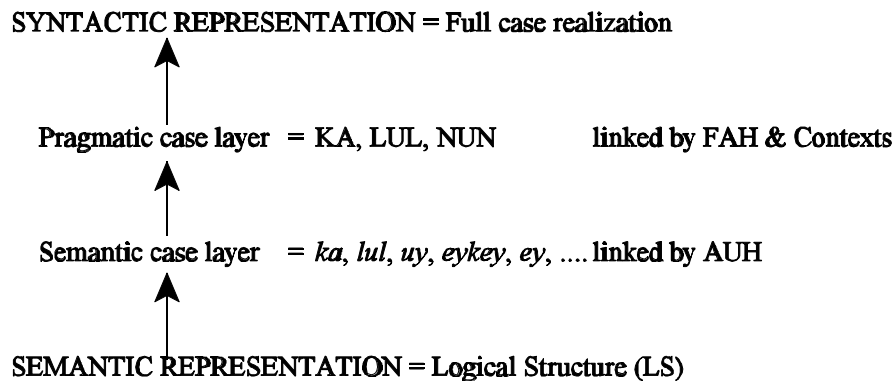 SYNTACTIC REPRESENTATION = Full case realization
Pragmatic case layer = KA, LUL, NUN linked by FAH & Contexts
Semantic case layer = ka, lul, uy, eykey, ey, .... linked by AUH
SEMANTIC REPRESENTATION = Logical Structure (LS)